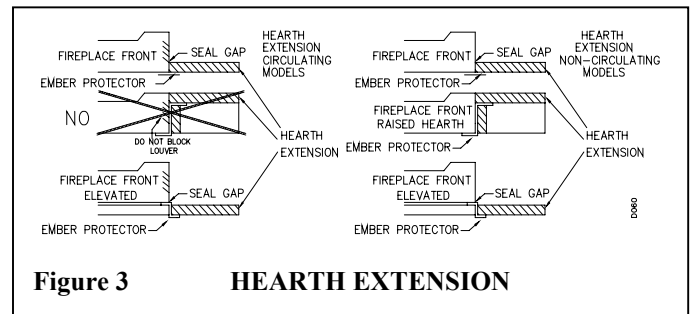 HEARTH
EXTENSION
CIRCULATING
MODELS
FIREPLACE FRONT
SEAL GAP
EMBER PROTECTOR
NO
DO NOT BLOCK
LOUVER
HEARTH
EXTENSION
FIREPLACE FRONT
ELEVATED
SEAL GAP
EMBER PROTECTOR
HEARTH
EXTENSION
NON-CIRCULATING
MODELS
FIREPLACE FRONT
SEAL GAP
EMBER PROTECTOR
FIREPLACE FRONT
RAISED HEARTH
EMBER PROTECTOR
HEARTH
EXTENSION
FIREPLACE FRONT
ELEVATED
SEAL GAP
EMBER PROTECTOR
D060
Figure 3 HEARTH EXTENSION